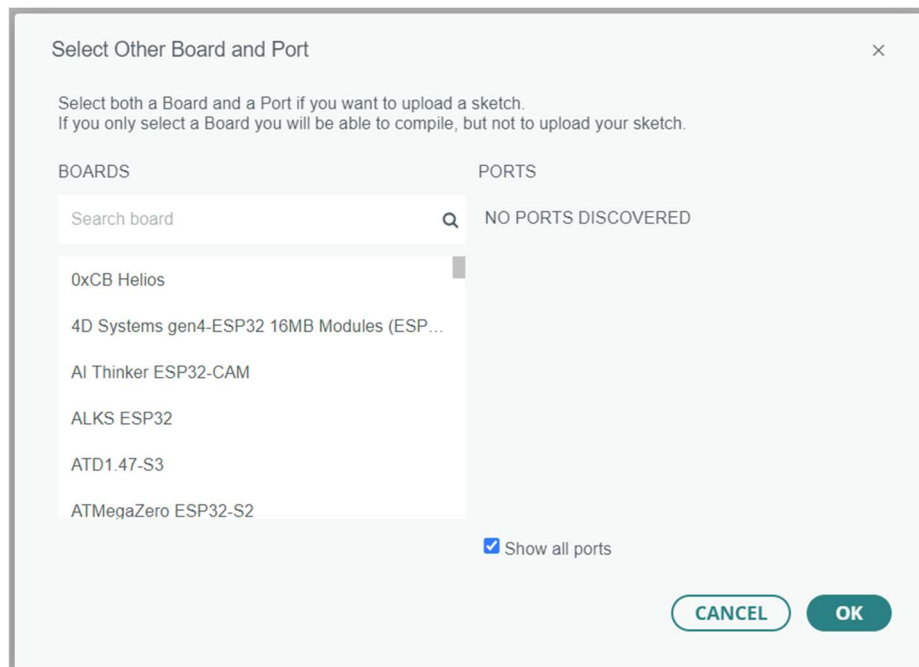 Select Other Board and Port
Select both a Board and a Port if you want to upload a sketch.
If you only select a Board you will be able to compile, but not to upload your sketch.
BOARDS
PORTS
Search board
NO PORTS DISCOVERED
0xCB Helios
4D Systems gen4-ESP32 16MB Modules (ESP...
AI Thinker ESP32-CAM
ALKS ESP32
ATD1.47-S3
ATMegaZero ESP32-S2
Show all ports
CANCEL
OK